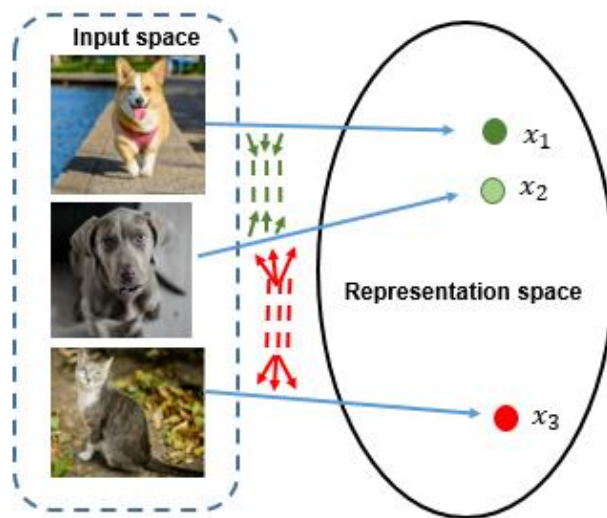 Input space
x₁
x₂
Representation space
x₃